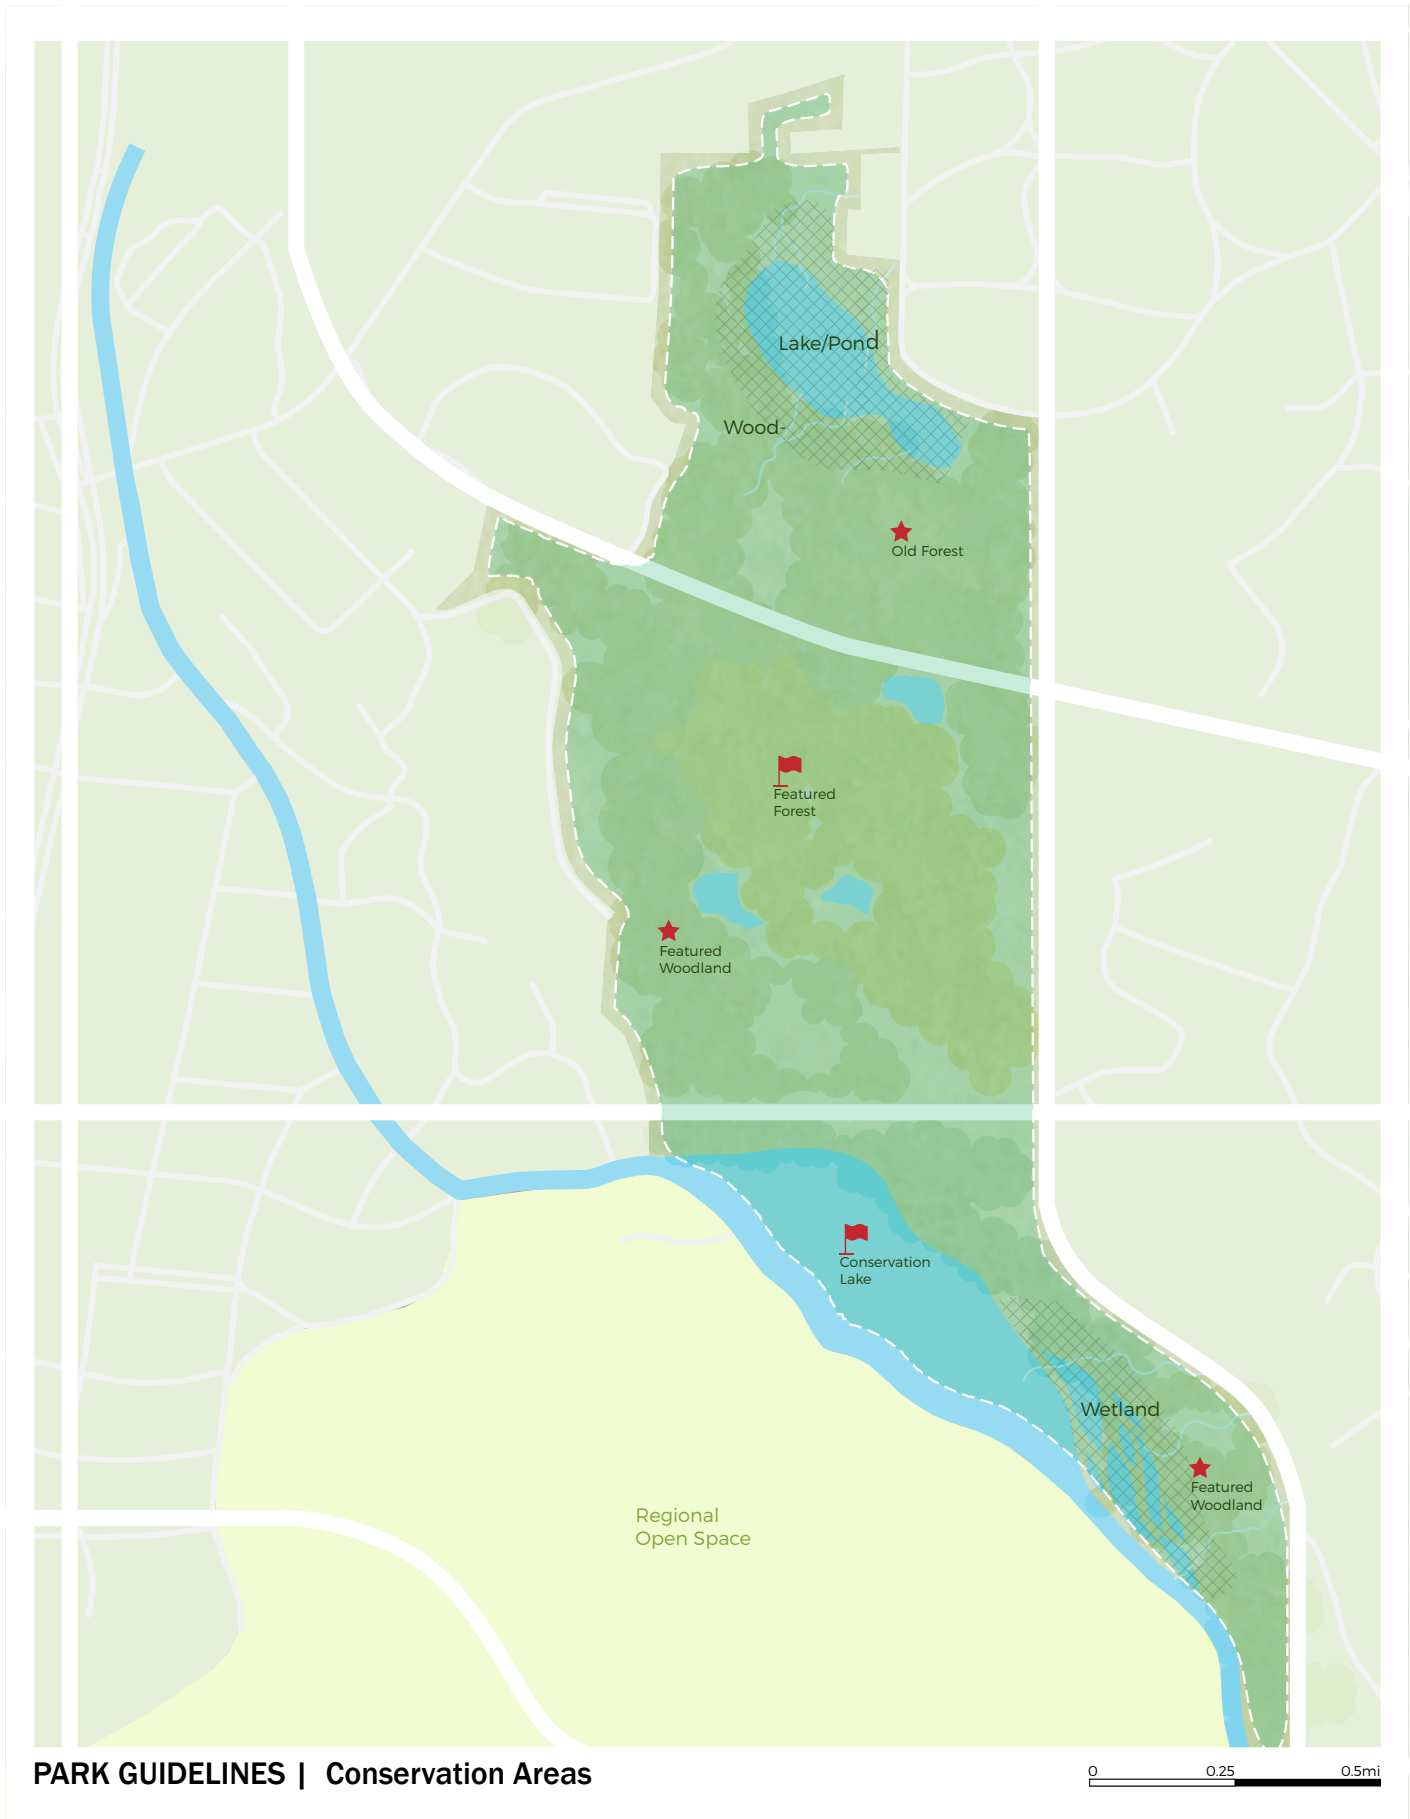 Lake/Pond
Wood-
Old Forest
Featured
Forest
Featured
Woodland
Conservation
Lake
Wetland
Featured
Woodland
Regional
Open Space
PARK GUIDELINES | Conservation Areas
0 0.25 0.5mi